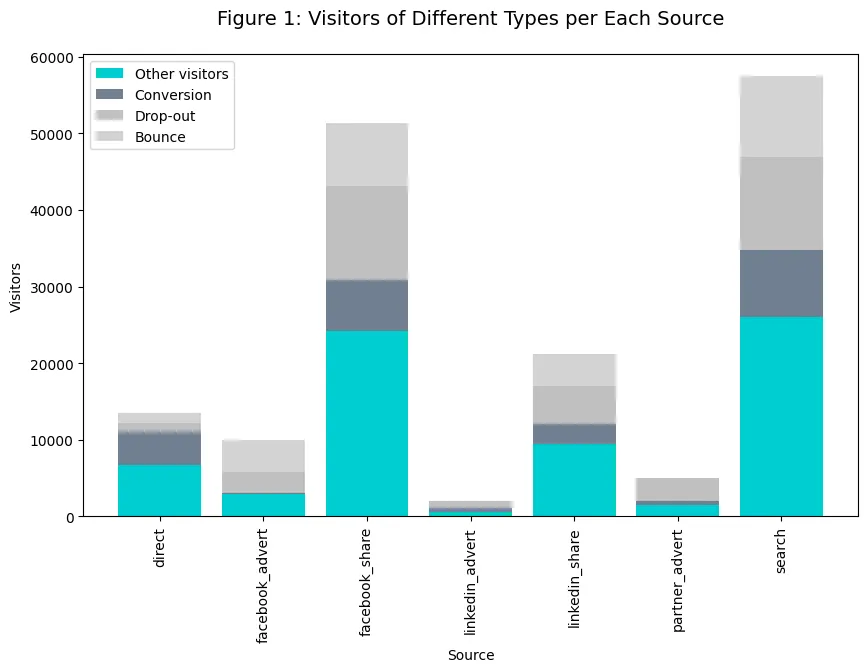 Figure 1: Visitors of Different Types per Each Source
60000
50000
40000
30000
20000
10000
0
Visitors
Other visitors
Conversion
Drop-out
Bounce
direct
facebook_advert
facebook_share
linkedin_advert
linkedin_share
partner_advert
search
Source